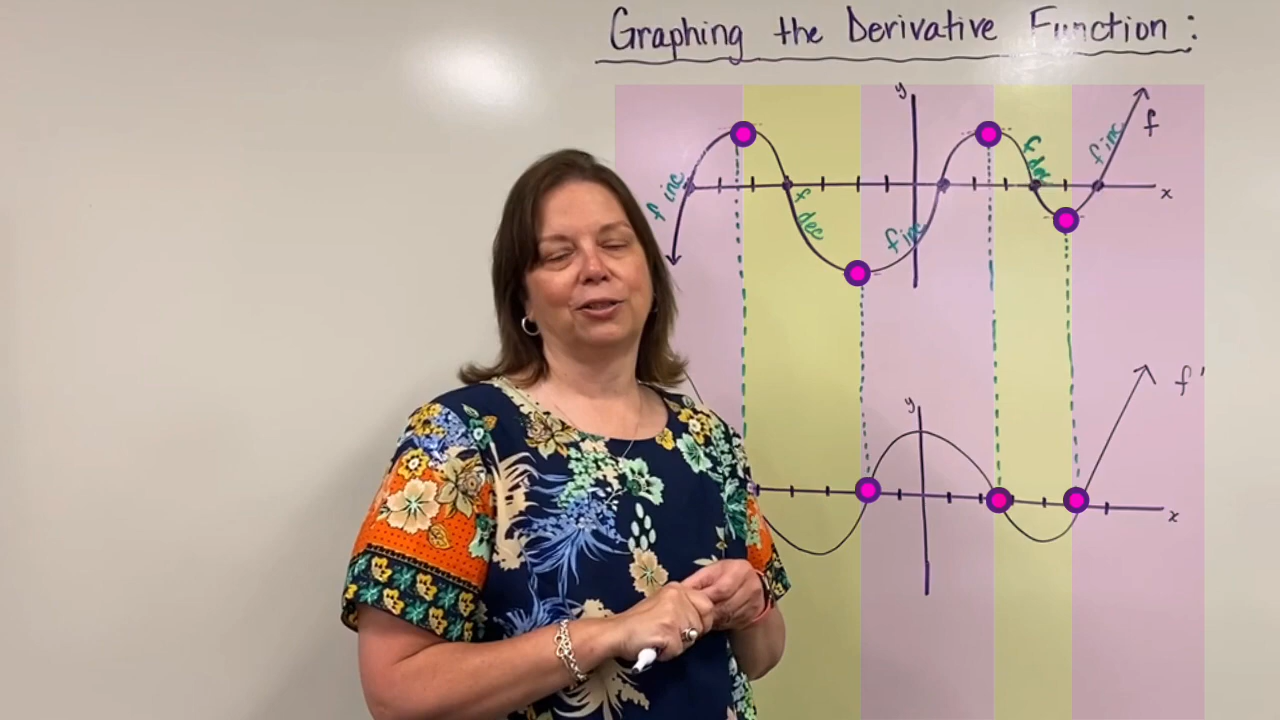 Graphing the Derivative Function :
y
f
f inc
f dec
f inc
f dec
f inc
x
f'
y
x